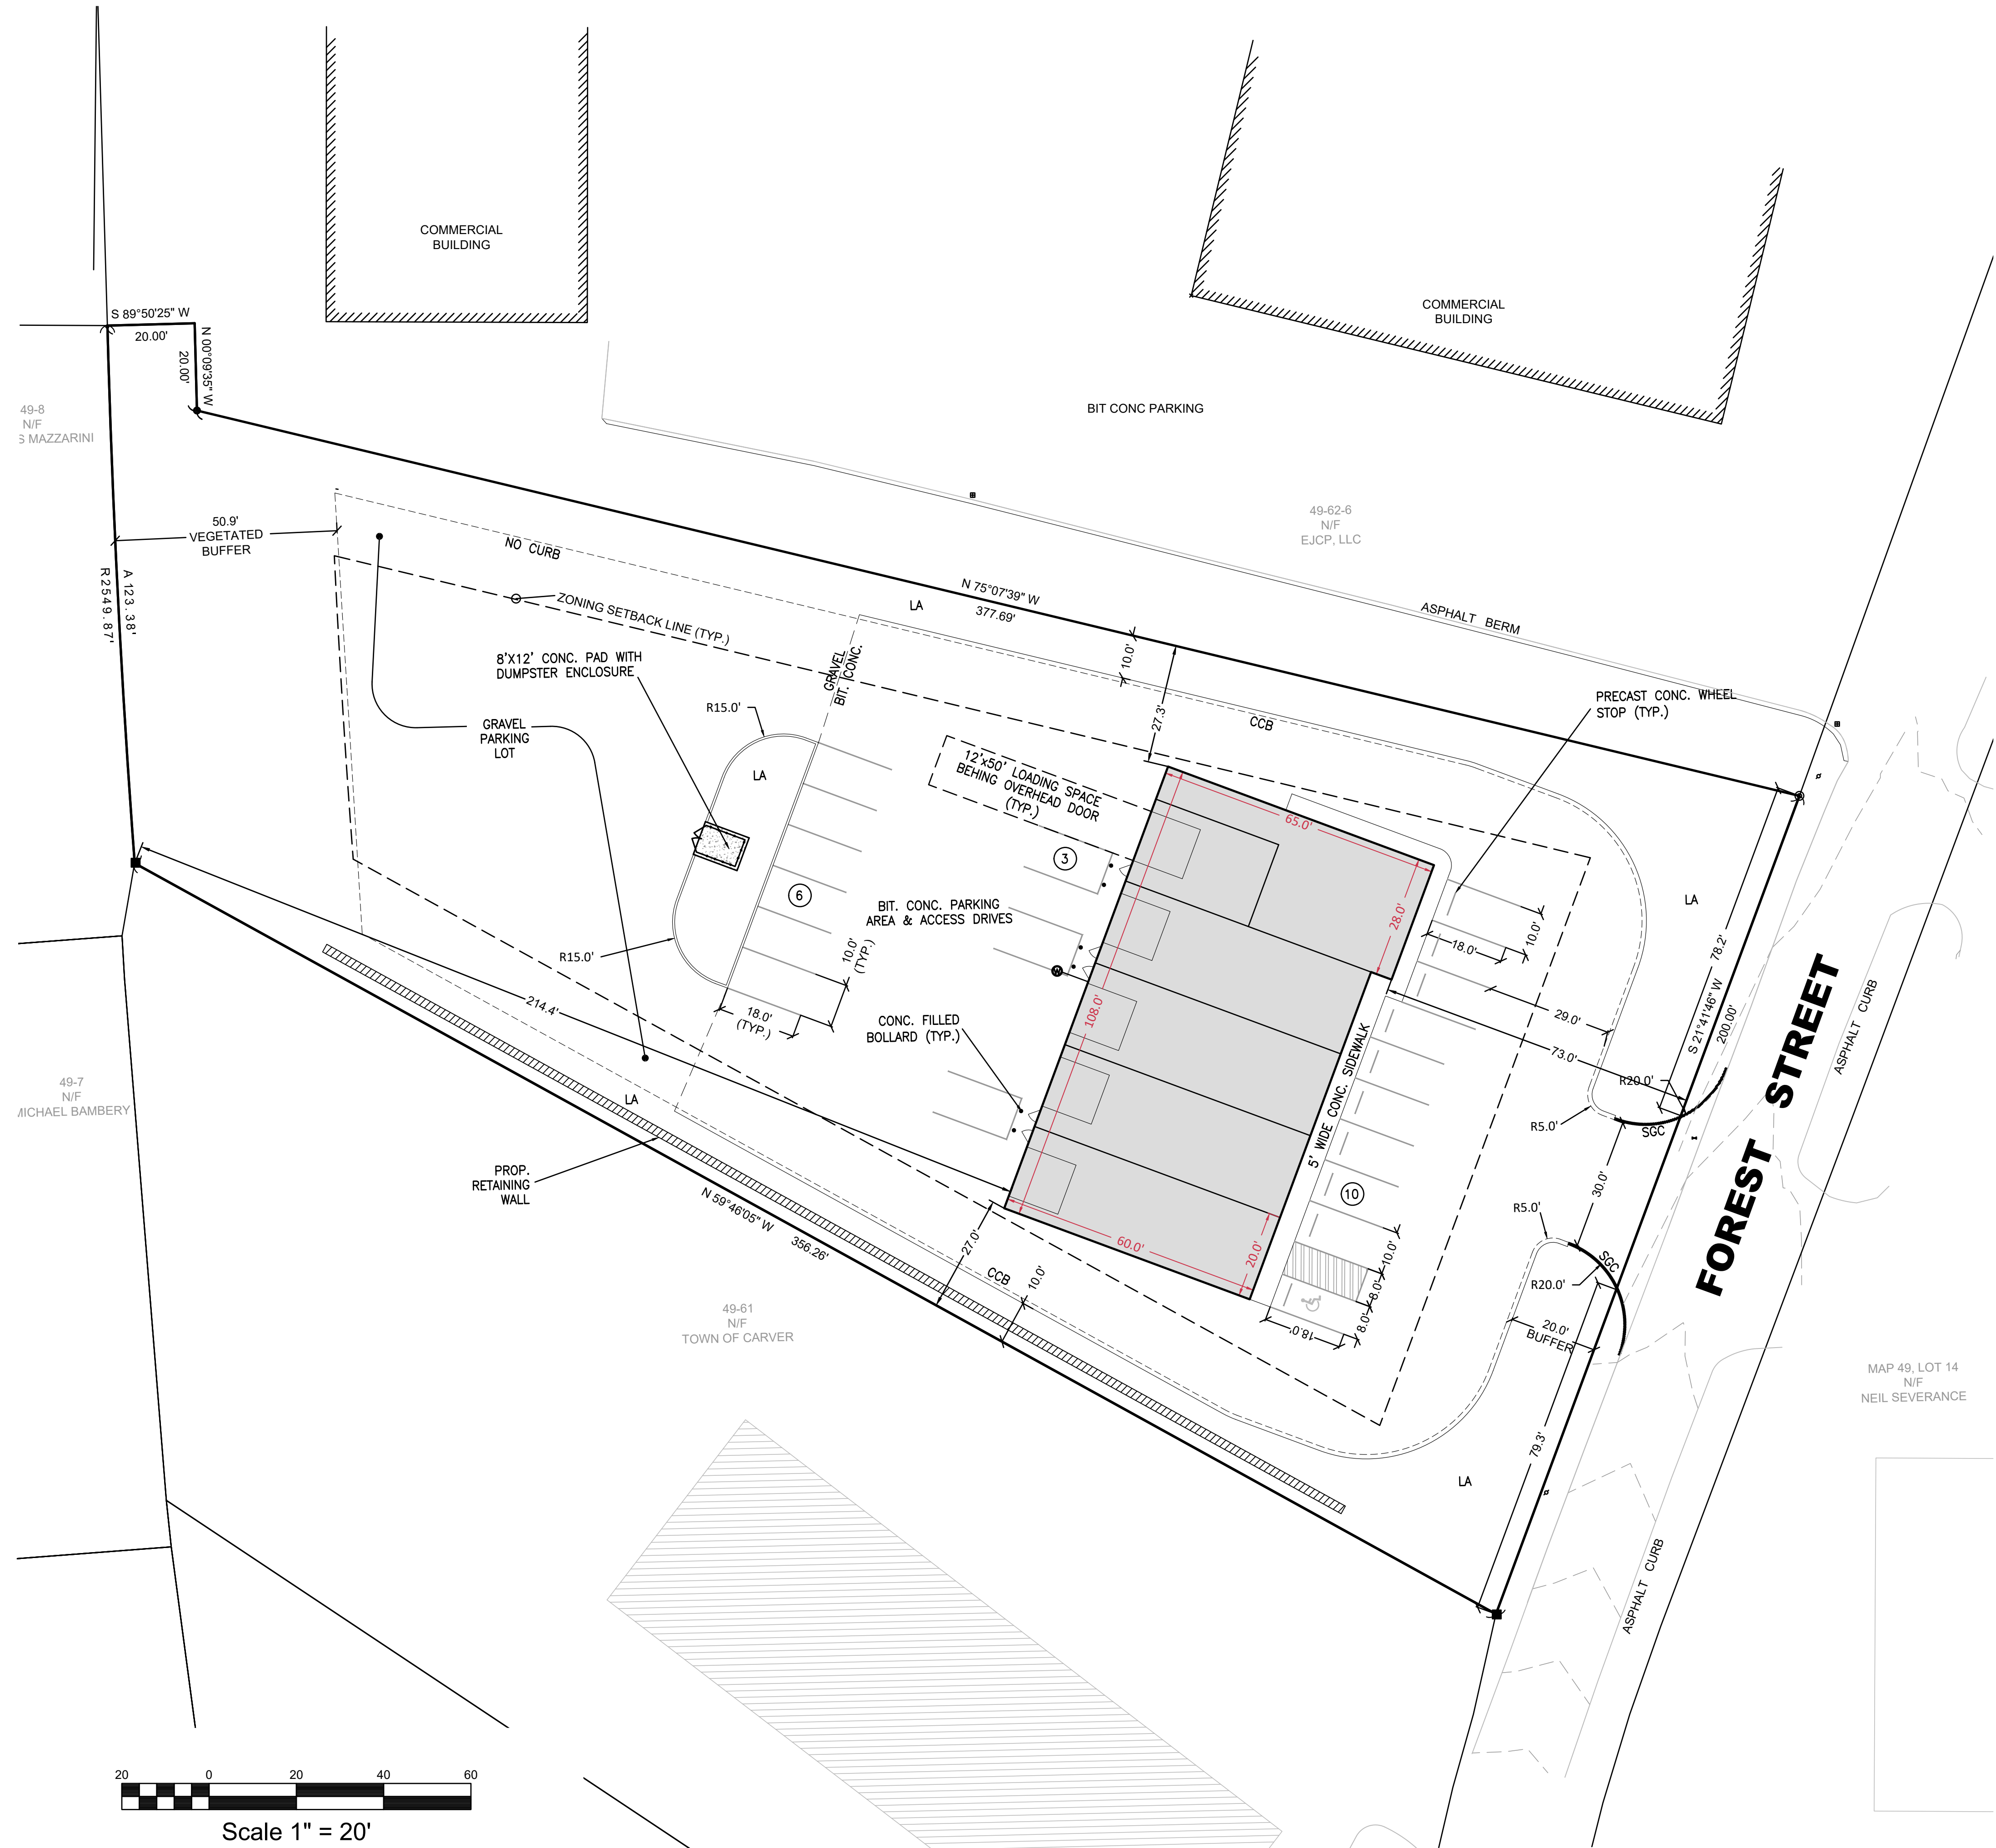 COMMERCIAL
BUILDING
COMMERCIAL
BUILDING
S 89°50'25" W
20.00'
N 00°09'35" W
20.00'
BIT CONC PARKING
49-8
N/F
S MAZZARINI
50.9'
VEGETATED
BUFFER
A 123.38'
R 2549.87'
NO CURB
ZONING SETBACK LINE (TYP.)
LA
N 75°07'39" W
377.69'
49-62-6
N/F
EJCP, LLC
ASPHALT BERM
8'X12' CONC. PAD WITH
DUMPSTER ENCLOSURE
GRAVEL
BIT. CONC.
10.0'
27.3'
CCB
PRECAST CONC. WHEEL
STOP (TYP.)
R15.0'
GRAVEL
PARKING
LOT
LA
12'x50' LOADING SPACE
BEHING OVERHEAD DOOR
(TYP.)
65.0'
3
6
BIT. CONC. PARKING
AREA & ACCESS DRIVES
28.0'
10.0'
18.0'
LA
78.2'
R15.0'
10.0'
(TYP.)
W
214.4'
18.0'
(TYP.)
CONC. FILLED
BOLLARD (TYP.)
108.0'
29.0'
73.0'
S 21°41'46" W
200.00'
FOREST STREET
ASPHALT CURB
R20.0'
R5.0'
SGC
5' WIDE CONC. SIDEWALK
49-7
N/F
MICHAEL BAMBERY
LA
PROP.
RETAINING
WALL
N 59°46'05" W
356.26'
10
30.0'
R5.0'
SGC
R20.0'
27.0'
60.0'
20.0'
10.0'
8.0'
8.0'
18.0'
CCB
10.0'
20.0'
BUFFER
49-61
N/F
TOWN OF CARVER
MAP 49, LOT 14
N/F
NEIL SEVERANCE
79.3'
LA
ASPHALT CURB
20 0 20 40 60
Scale 1" = 20'